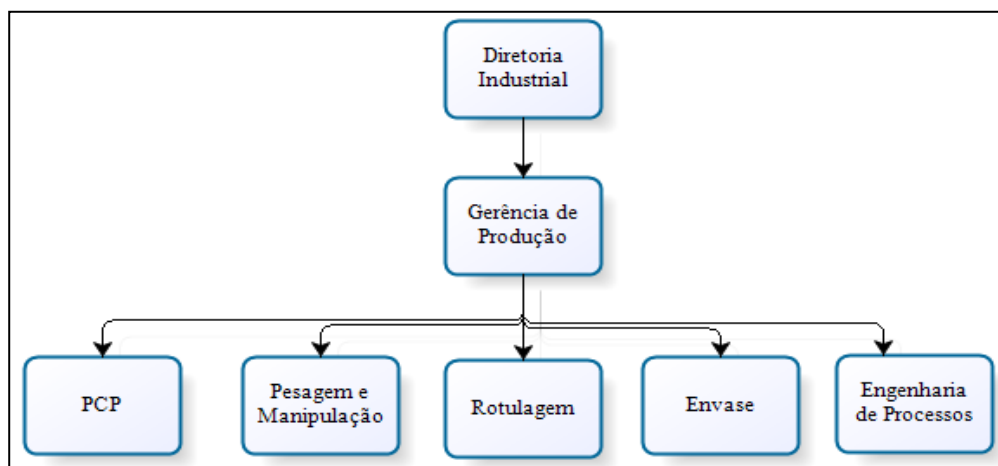 Diretoria
Industrial
Gerência de
Produção
PCP
Pesagem e
Manipulação
Rotulagem
Envase
Engenharia
de Processos